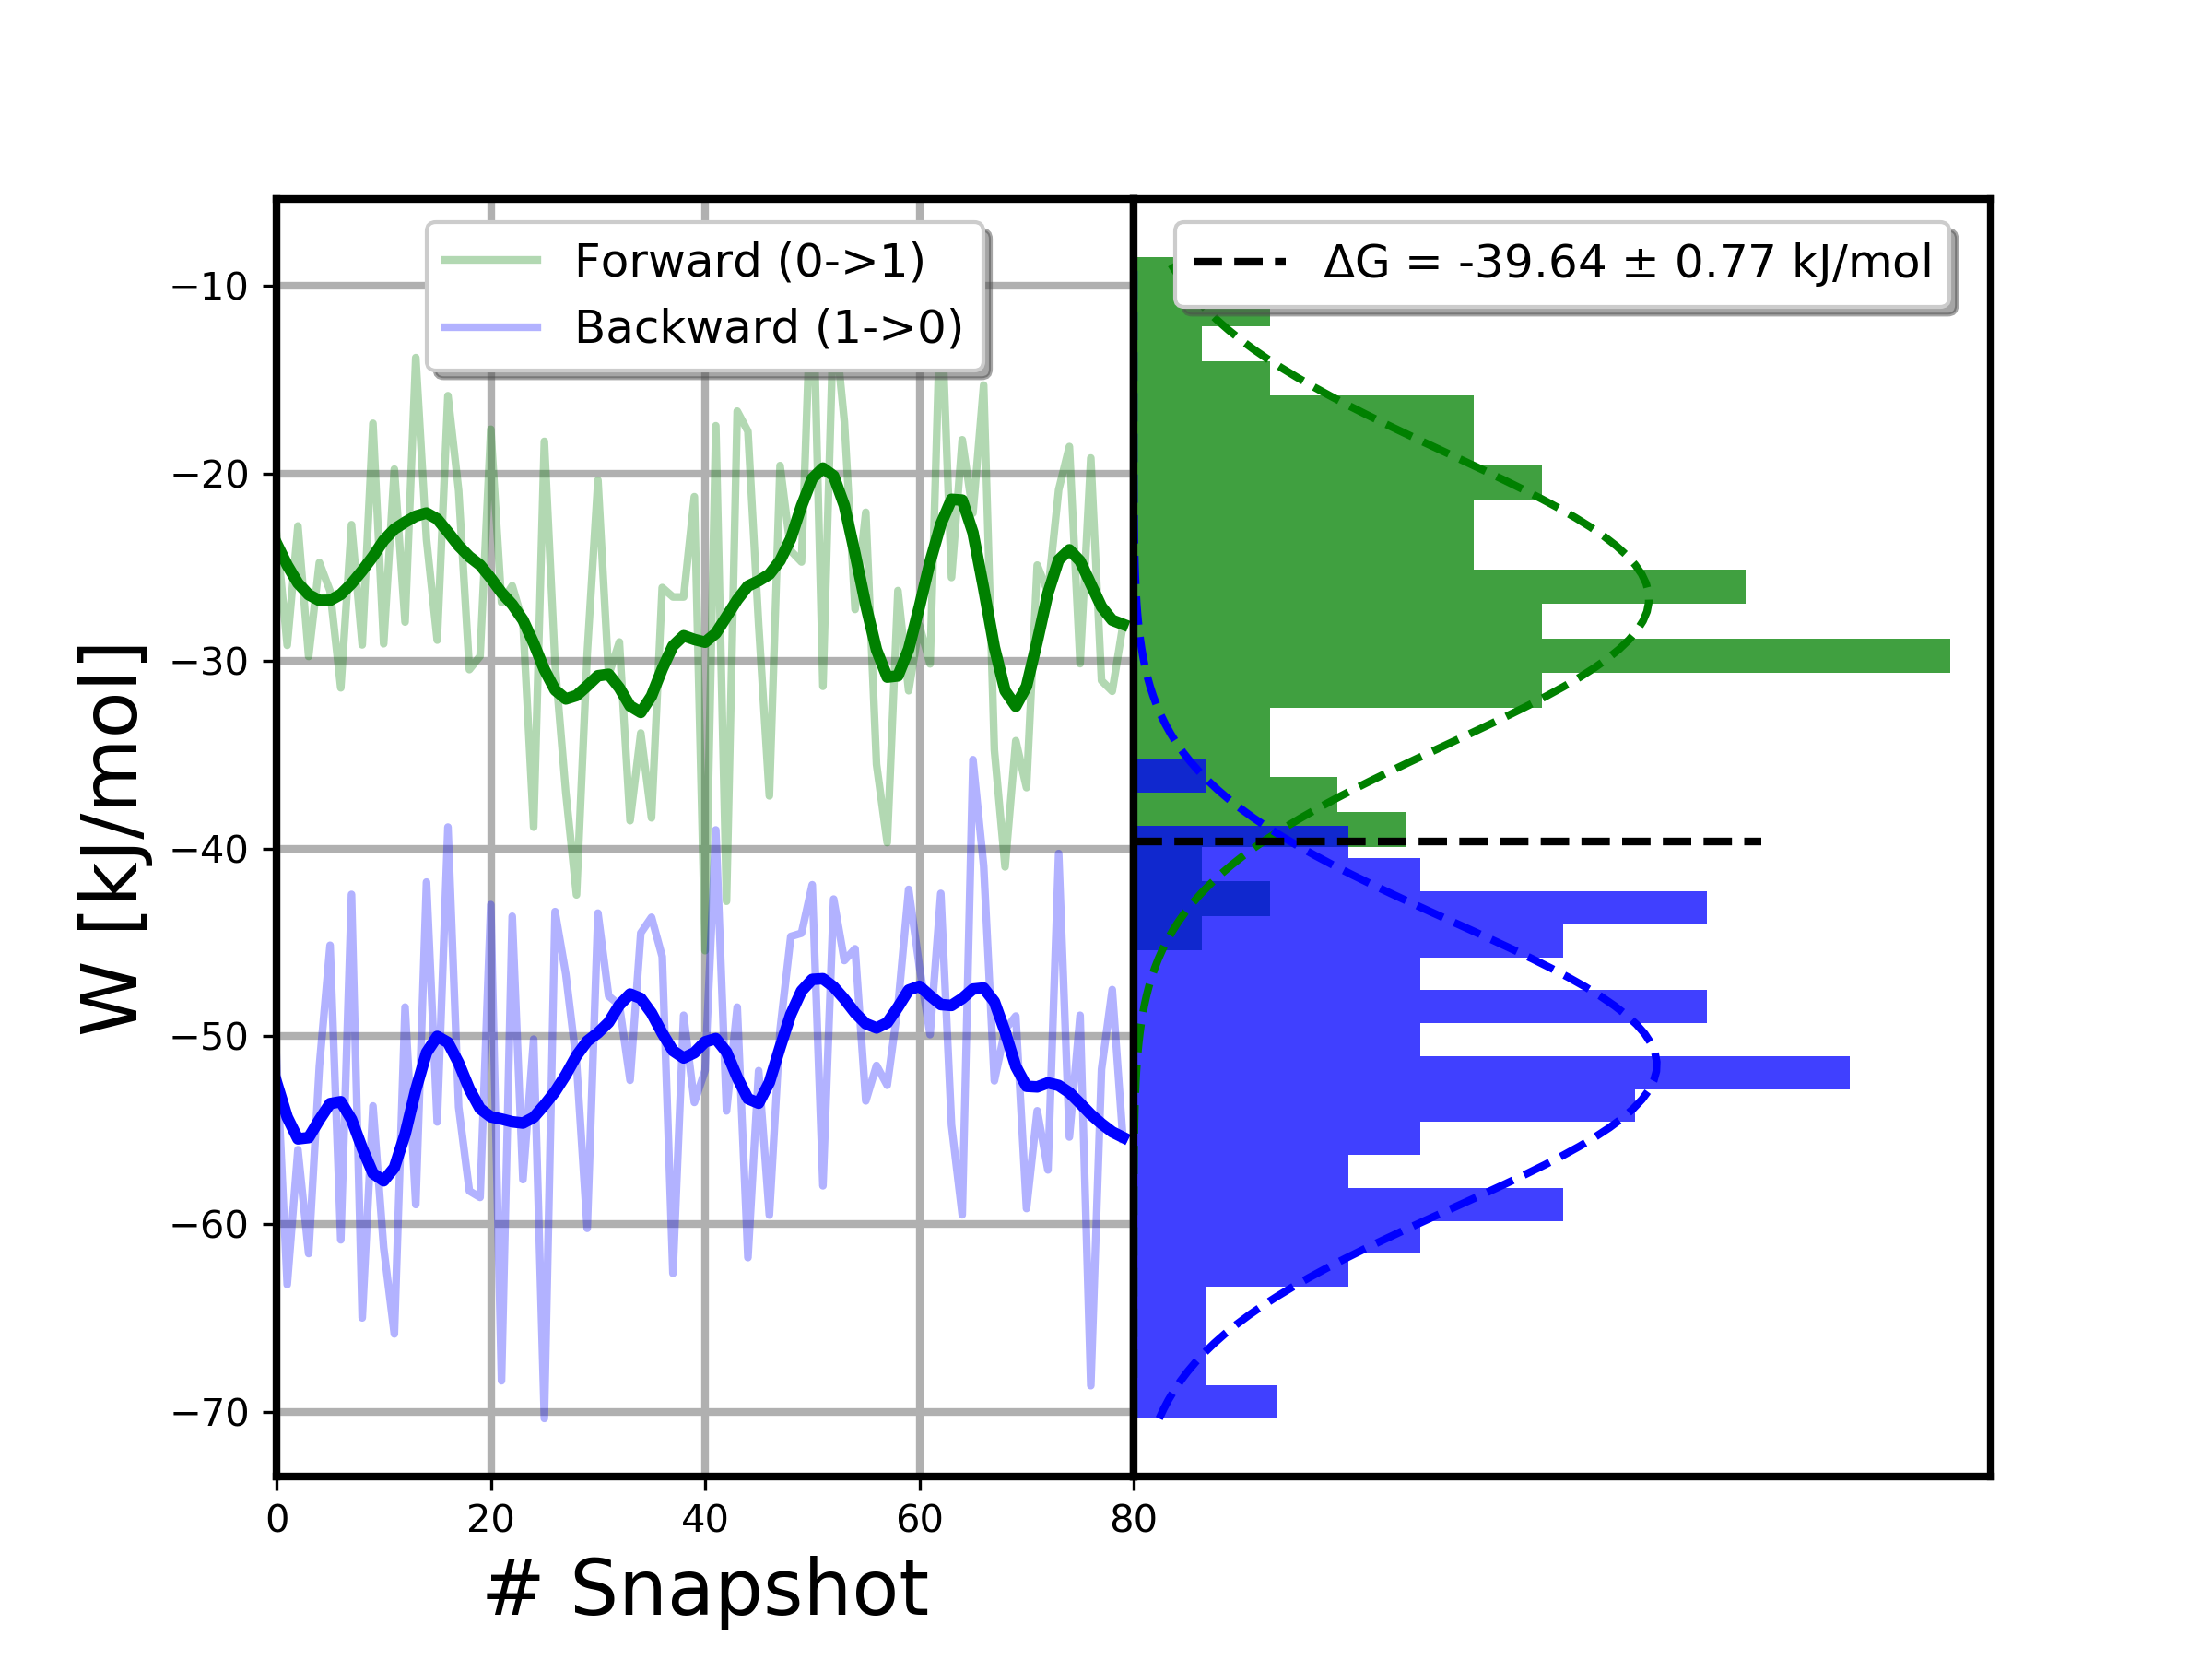 Forward (0->1)
Backward (1->0)
ΔG = -39.64 ± 0.77 kJ/mol
W [kJ/mol]
−10
−20
−30
−40
−50
−60
−70
0 20 40 60 80
# Snapshot